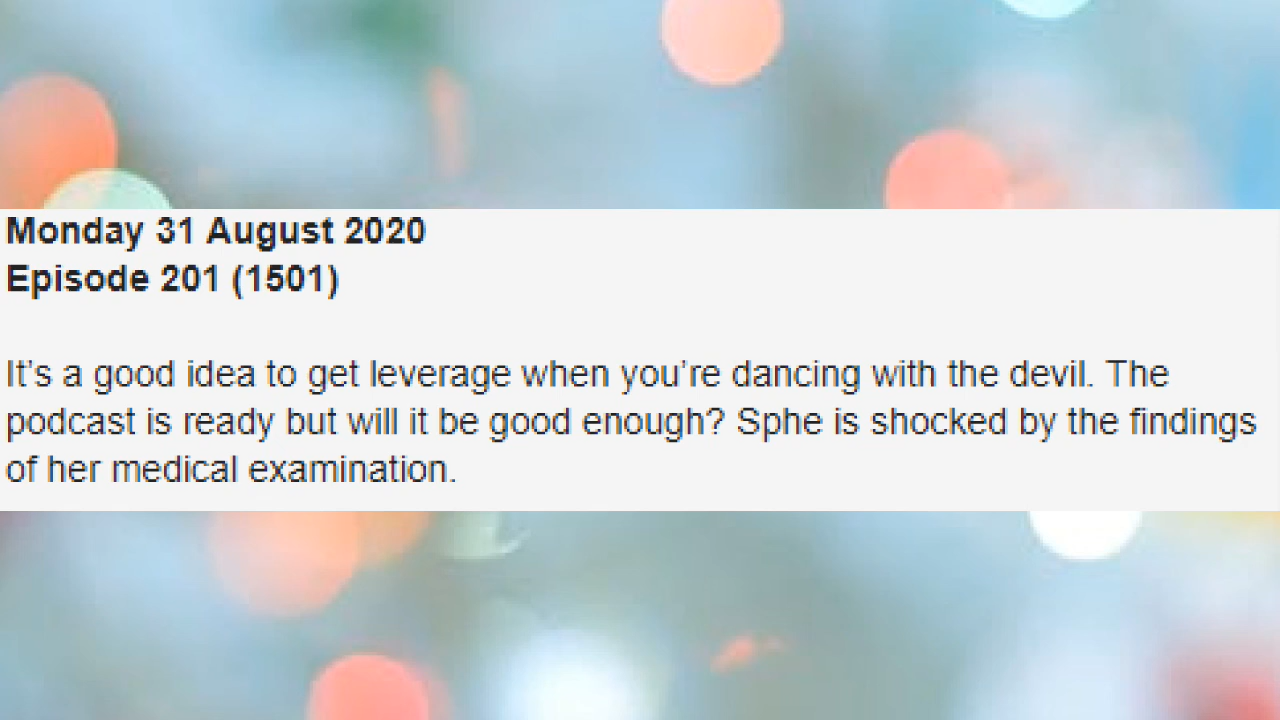 Monday 31 August 2020
Episode 201 (1501)
It’s a good idea to get leverage when you’re dancing with the devil. The
podcast is ready but will it be good enough? Sphe is shocked by the findings
of her medical examination.